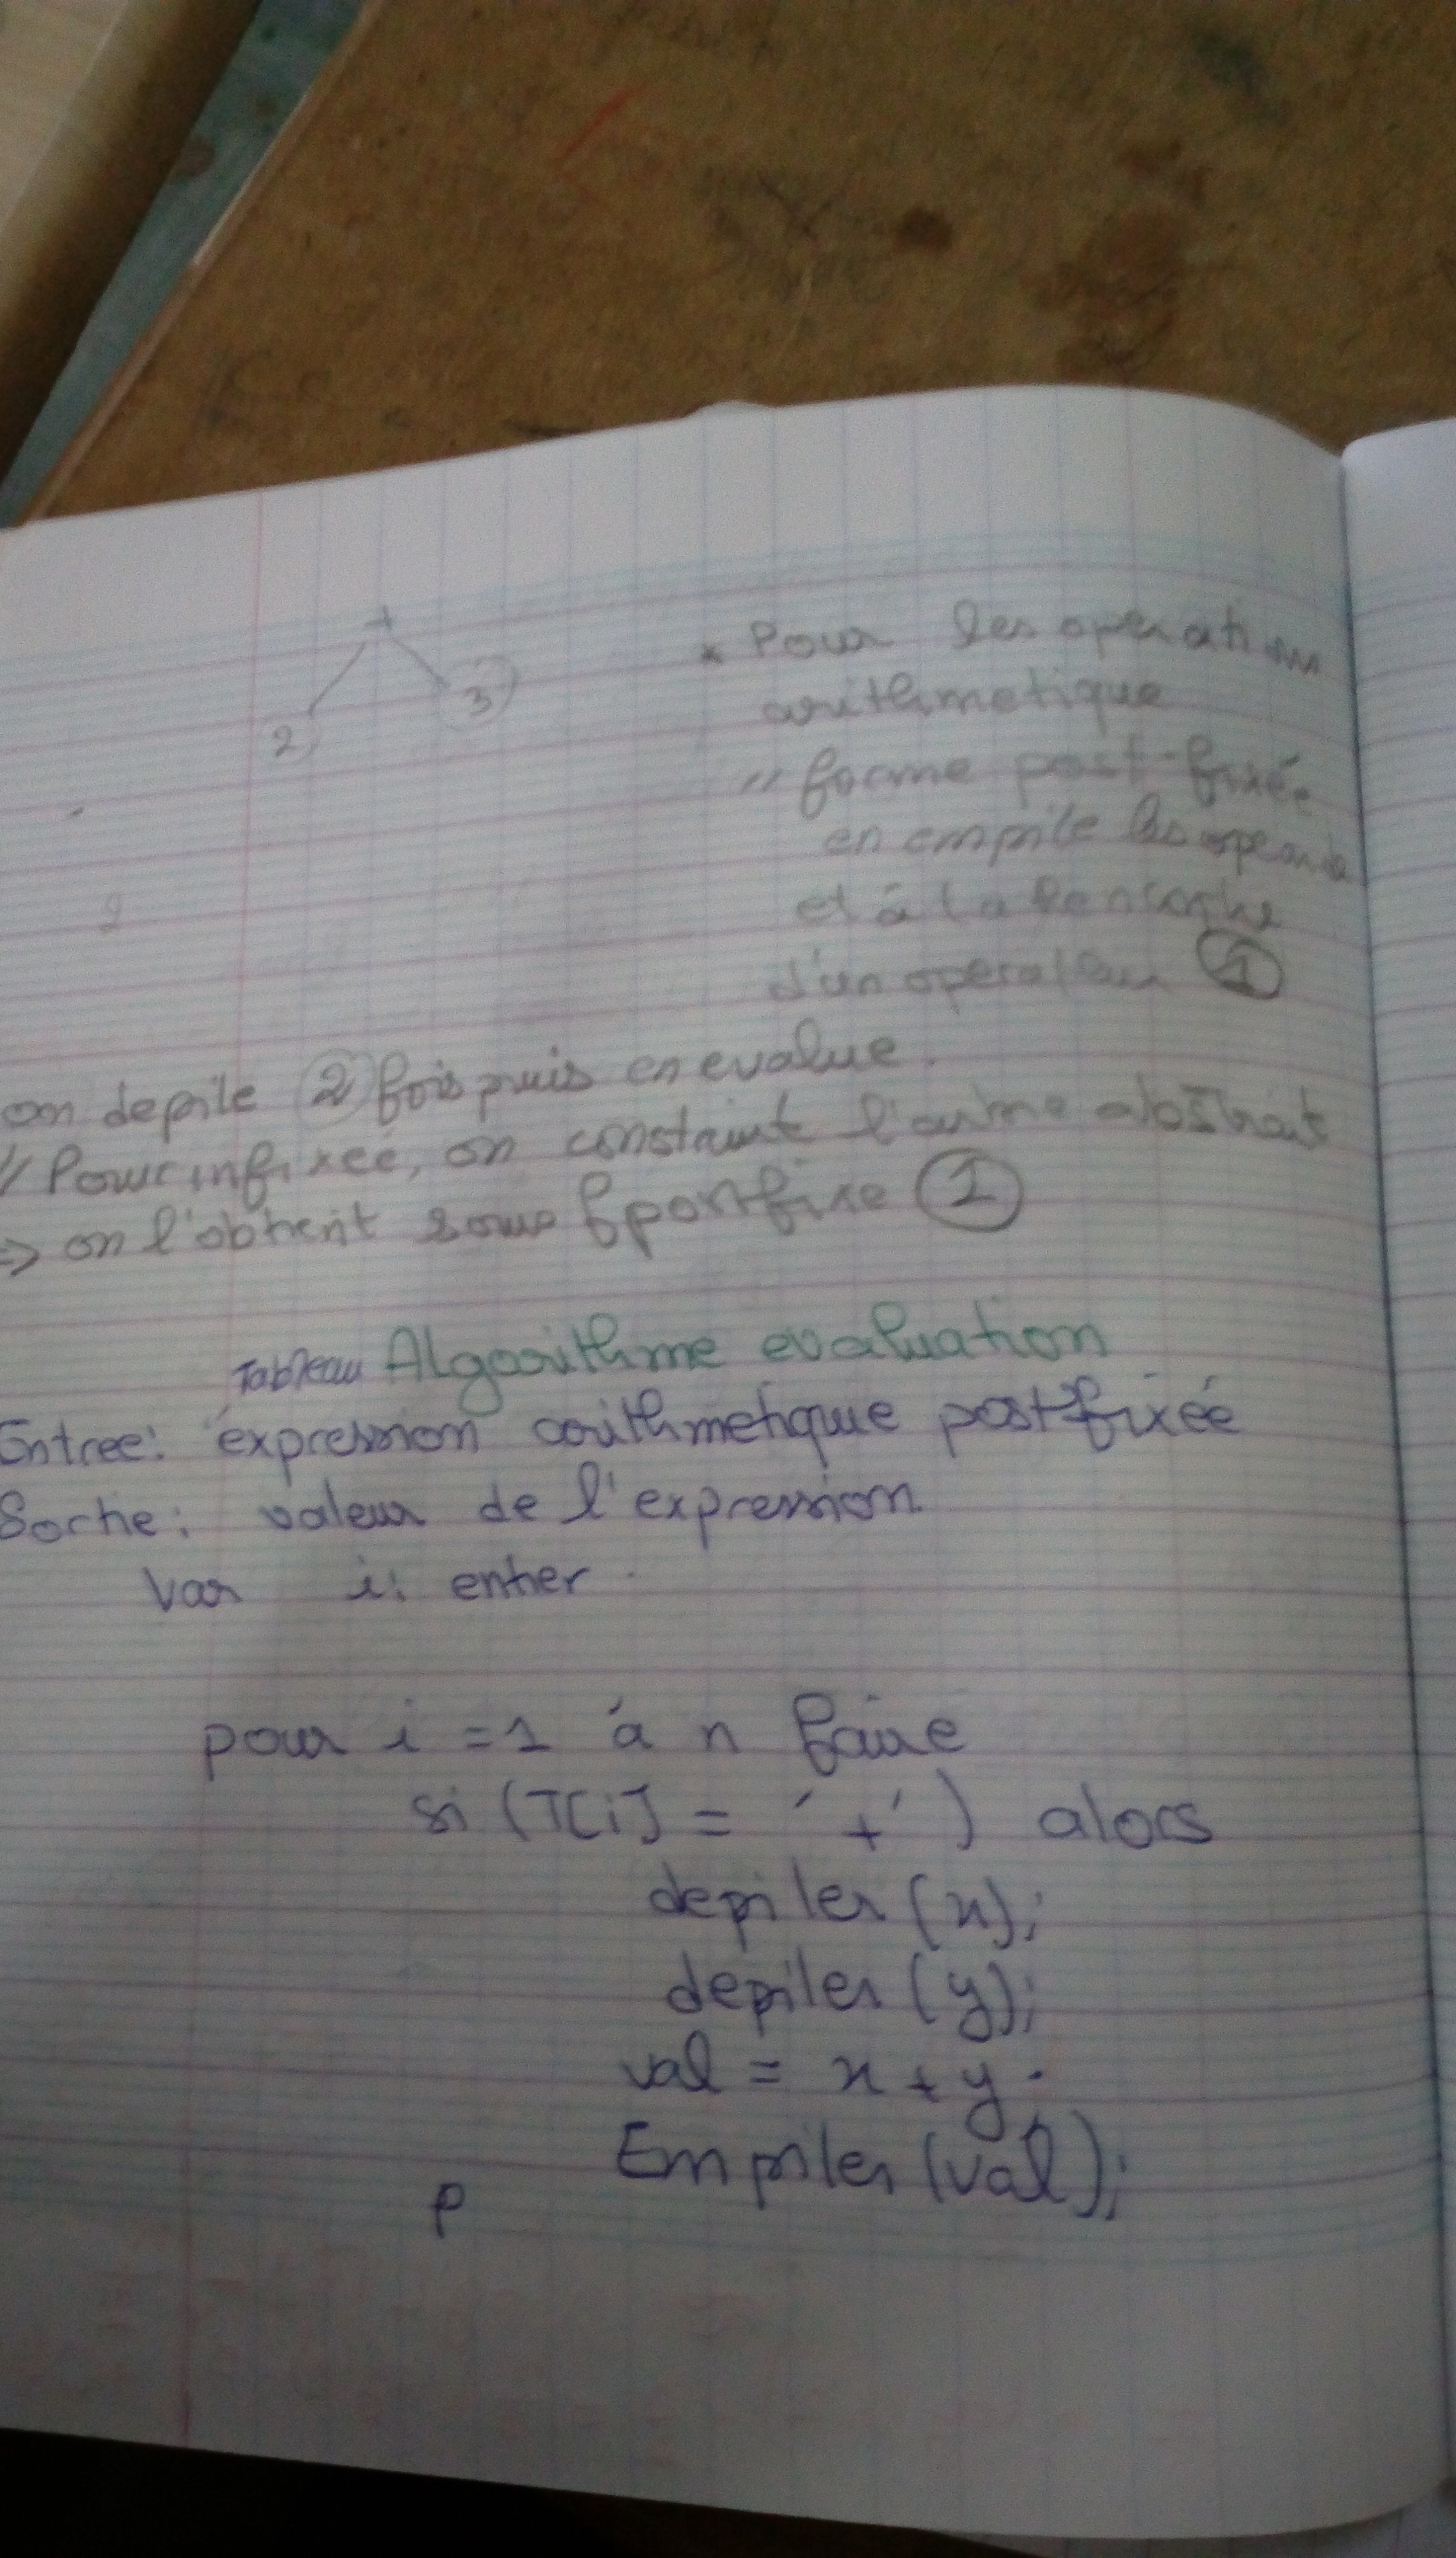 +
2 3
* Pour les operations
arithmetique
// forme post-fixée
en empile les operandes
et à la rencontre
d'un operateur 1
on depile 2 fois puis en evalue.
// Pour infixée, on construit l'arbre abstrait
=> on l'obtient sous f postfixe 1
Tableau Algorithme evaluation
Entree: expression arithmetique postfixée
Sortie: valeur de l'expression
Var i: entier
pour i = 1 à n faire
si (T[i] = '+') alors
depiler (x);
depiler (y);
val = x + y.
Empiler (val);
P